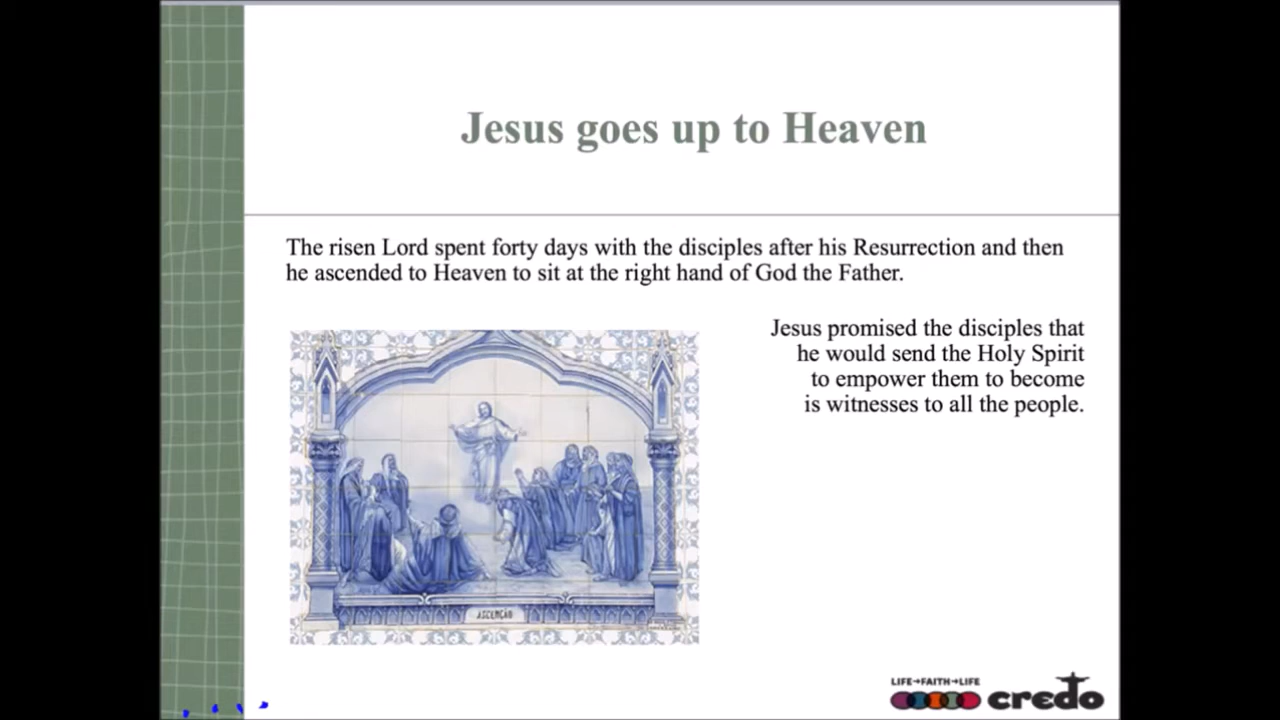 Jesus goes up to Heaven
The risen Lord spent forty days with the disciples after his Resurrection and then
he ascended to Heaven to sit at the right hand of God the Father.
Jesus promised the disciples that
he would send the Holy Spirit
to empower them to become
is witnesses to all the people.
ASCENÇÃO
LIFE→FAITH→LIFE
credo